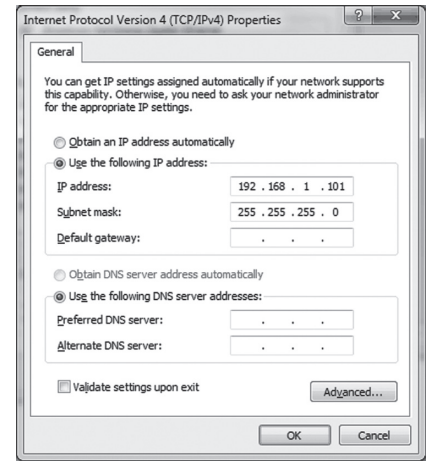 Internet Protocol Version 4 (TCP/IPv4) Properties
General
You can get IP settings assigned automatically if your network supports
this capability. Otherwise, you need to ask your network administrator
for the appropriate IP settings.
Obtain an IP address automatically
Use the following IP address:
IP address: 192 . 168 . 1 . 101
Subnet mask: 255 . 255 . 255 . 0
Default gateway: . . .
Obtain DNS server address automatically
Use the following DNS server addresses:
Preferred DNS server: . . .
Alternate DNS server: . . .
Validate settings upon exit
Advanced...
OK Cancel